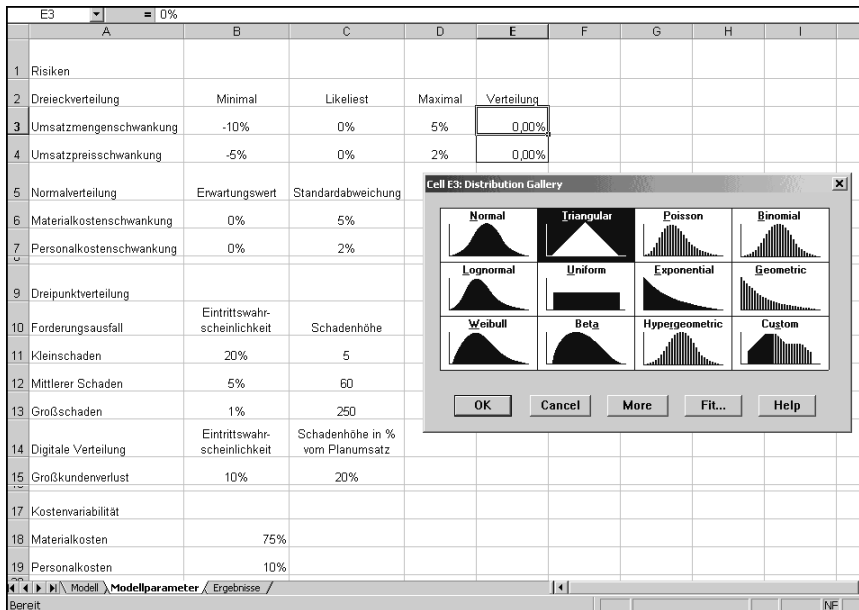 E3 = 0%
A B C D E F G H I
1 Risiken
2 Dreieckverteilung Minimal Likeliest Maximal Verteilung
3 Umsatzmengenschwankung -10% 0% 5% 0,00%
4 Umsatzpreisschwankung -5% 0% 2% 0,00%
5 Normalverteilung Erwartungswert Standardabweichung
6 Materialkostenschwankung 0% 5%
7 Personalkostenschwankung 0% 2%
9 Dreipunktverteilung
Eintrittswahr-
10 Forderungsausfall scheinlichkeit Schadenhöhe
11 Kleinschaden 20% 5
12 Mittlerer Schaden 5% 60
13 Großschaden 1% 250
Eintrittswahr- Schadenhöhe in %
14 Digitale Verteilung scheinlichkeit vom Planumsatz
15 Großkundenverlust 10% 20%
17 Kostenvariabilität
18 Materialkosten 75%
19 Personalkosten 10%
Cell E3: Distribution Gallery
Normal Triangular Poisson Binomial
Lognormal Uniform Exponential Geometric
Weibull Beta Hypergeometric Custom
OK Cancel More Fit... Help
Modell Modellparameter Ergebnisse
Bereit NF